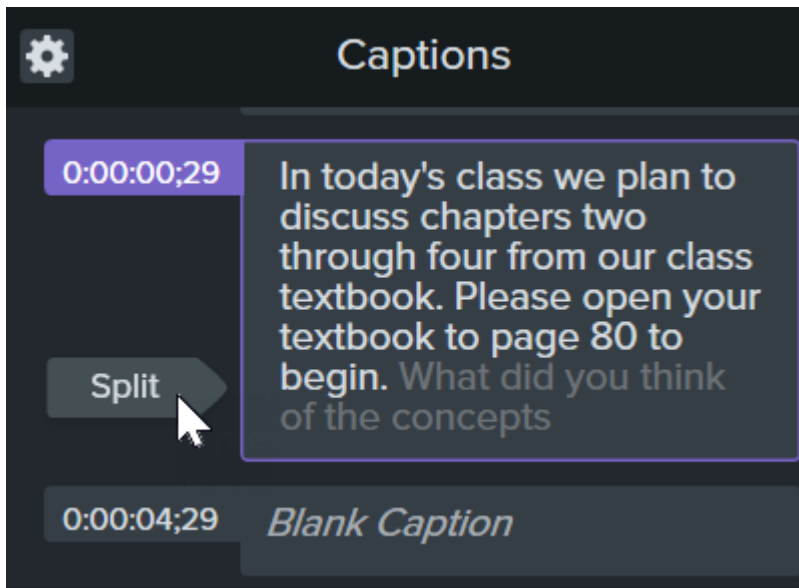 Captions
0:00:00;29
In today's class we plan to
discuss chapters two
through four from our class
textbook. Please open your
textbook to page 80 to
begin. What did you think
of the concepts
Split
0:00:04;29
Blank Caption